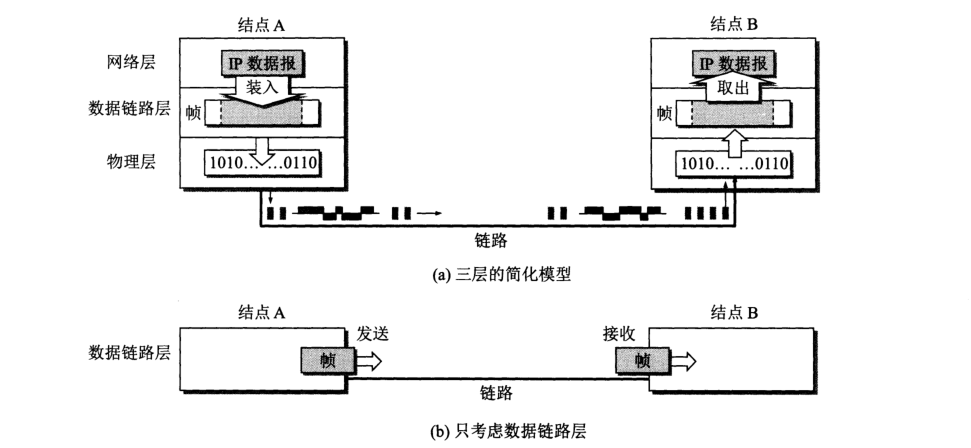 结点 A
结点 B
网络层
IP 数据报
IP 数据报
装入
取出
数据链路层
帧
帧
物理层
1010… …0110
1010… …0110
链路
(a) 三层的简化模型
结点 A
结点 B
发送
接收
数据链路层
帧
帧
链路
(b) 只考虑数据链路层